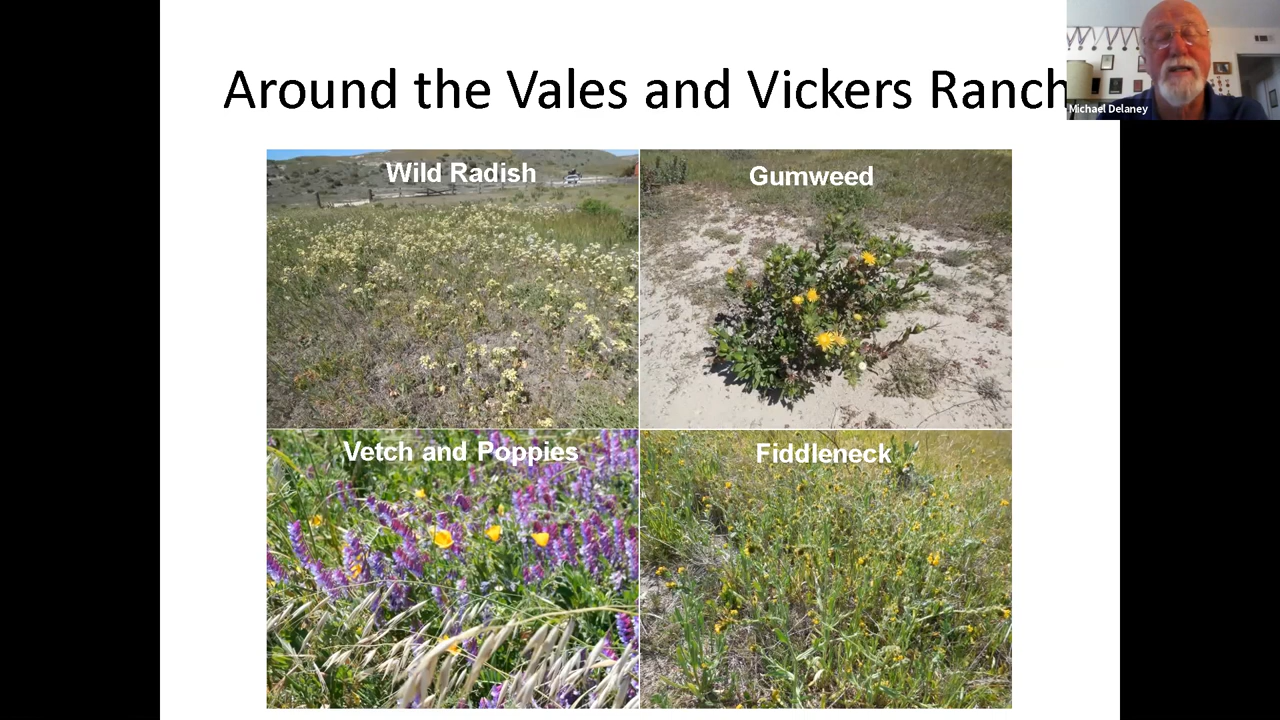 Around the Vales and Vickers Ranch
Michael Delaney
Wild Radish
Gumweed
Vetch and Poppies
Fiddleneck